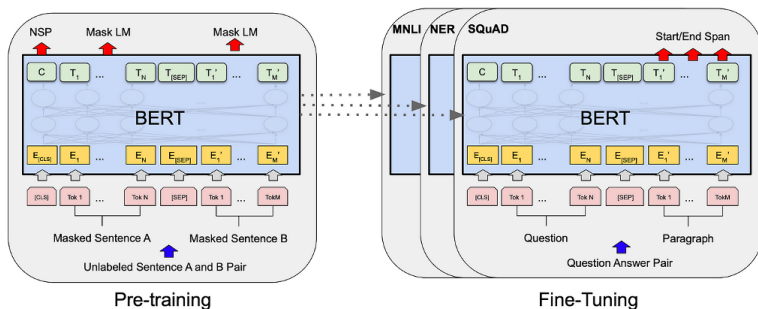 NSP Mask LM Mask LM
C T1 ... TN T[SEP] T1' ... TM'
BERT
E[CLS] E1 ... EN E[SEP] E1' ... EM'
[CLS] Tok 1 ... Tok N [SEP] Tok 1 ... TokM
Masked Sentence A Masked Sentence B
Unlabeled Sentence A and B Pair
Pre-training
MNLI NER SQuAD
Start/End Span
C T1 ... TN T[SEP] T1' ... TM'
BERT
E[CLS] E1 ... EN E[SEP] E1' ... EM'
[CLS] Tok 1 ... Tok N [SEP] Tok 1 ... TokM
Question Paragraph
Question Answer Pair
Fine-Tuning